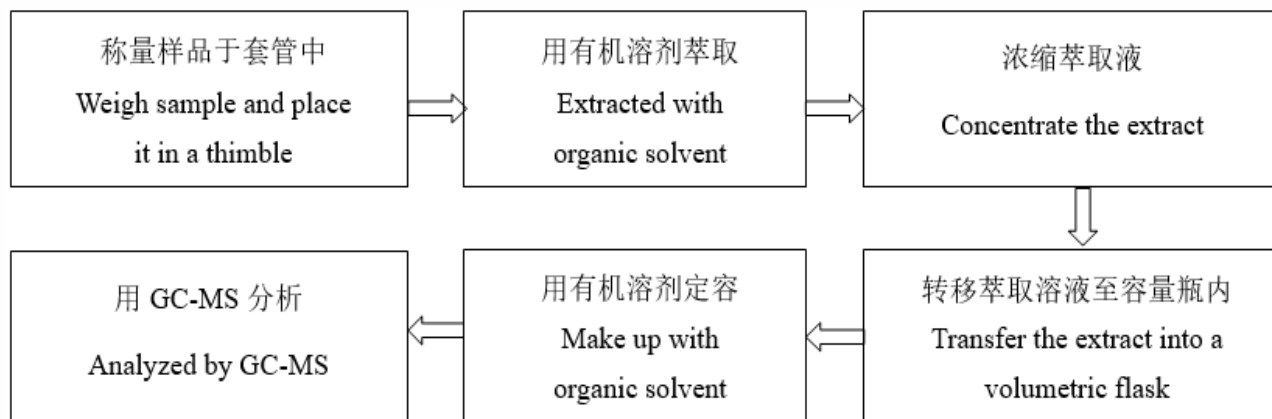 称量样品于套管中
Weigh sample and place
it in a thimble
用有机溶剂萃取
Extracted with
organic solvent
浓缩萃取液
Concentrate the extract
转移萃取溶液至容量瓶内
Transfer the extract into a
volumetric flask
用有机溶剂定容
Make up with
organic solvent
用 GC-MS 分析
Analyzed by GC-MS